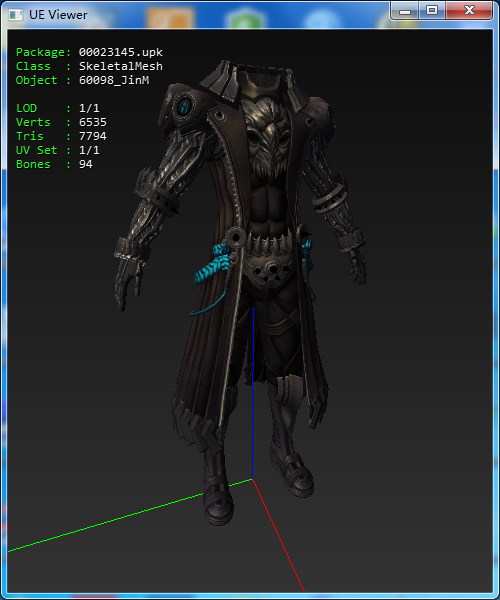 UE Viewer
Package: 00023145.upk
Class : SkeletalMesh
Object : 60098_JinM
LOD : 1/1
Verts : 6535
Tris : 7794
UV Set : 1/1
Bones : 94